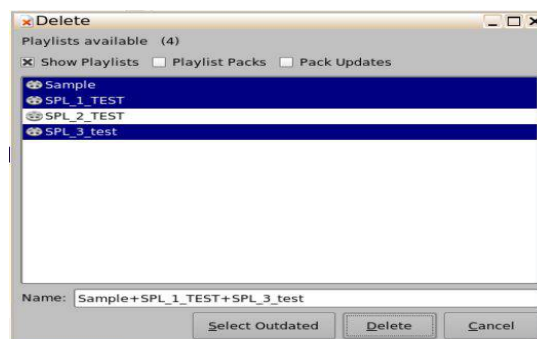 Delete
Playlists available (4)
Show Playlists Playlist Packs Pack Updates
Sample
SPL_1_TEST
SPL_2_TEST
SPL_3_test
Name: Sample+SPL_1_TEST+SPL_3_test
Select Outdated Delete Cancel